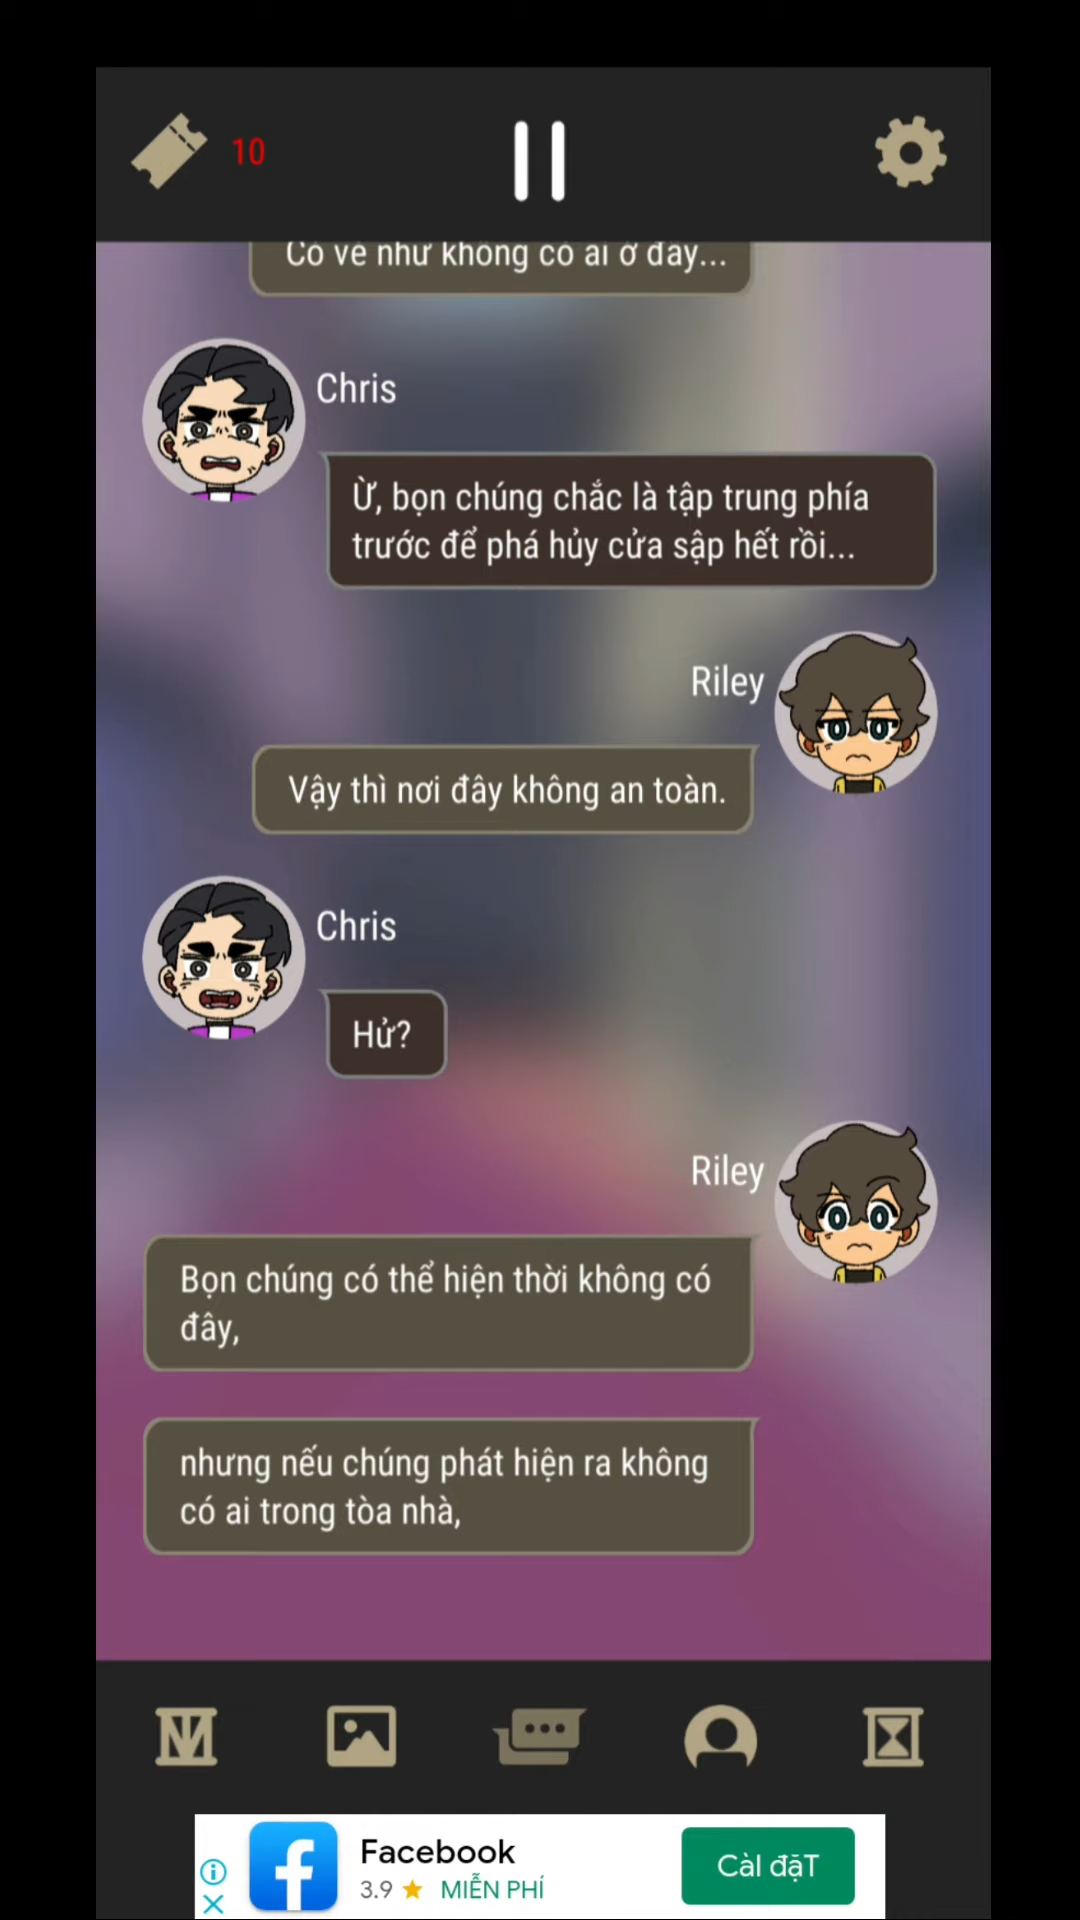 10
Có vẻ như không có ai ở đây...
Chris
Ừ, bọn chúng chắc là tập trung phía
trước để phá hủy cửa sập hết rồi...
Riley
Vậy thì nơi đây không an toàn.
Chris
Hử?
Riley
Bọn chúng có thể hiện thời không có
đây,
nhưng nếu chúng phát hiện ra không
có ai trong tòa nhà,
Facebook
3.9 ★ MIỄN PHÍ
Cài đặT